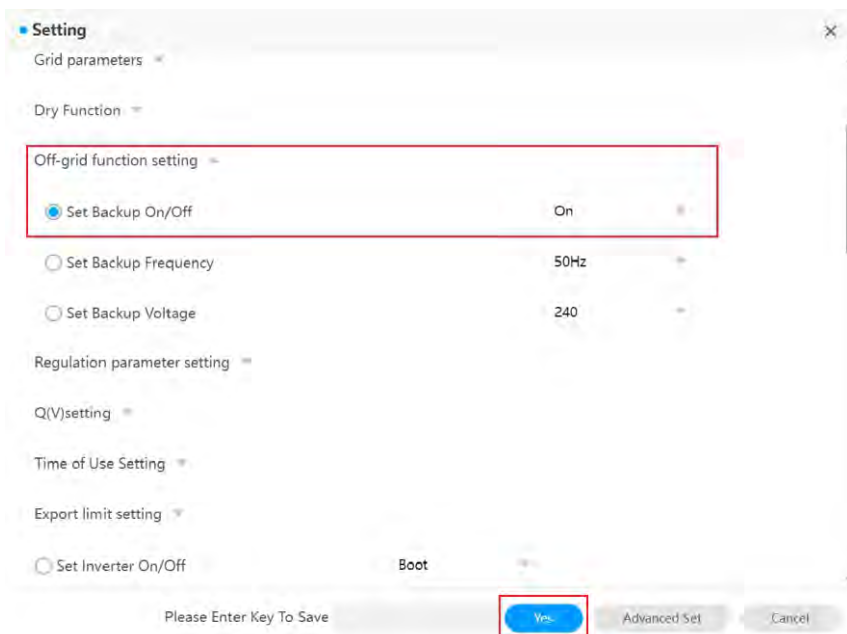 Setting
Grid parameters
Dry Function
Off-grid function setting
Set Backup On/Off On
Set Backup Frequency 50Hz
Set Backup Voltage 240
Regulation parameter setting
Q(V)setting
Time of Use Setting
Export limit setting
Set Inverter On/Off Boot
Please Enter Key To Save Yes Advanced Set Cancel